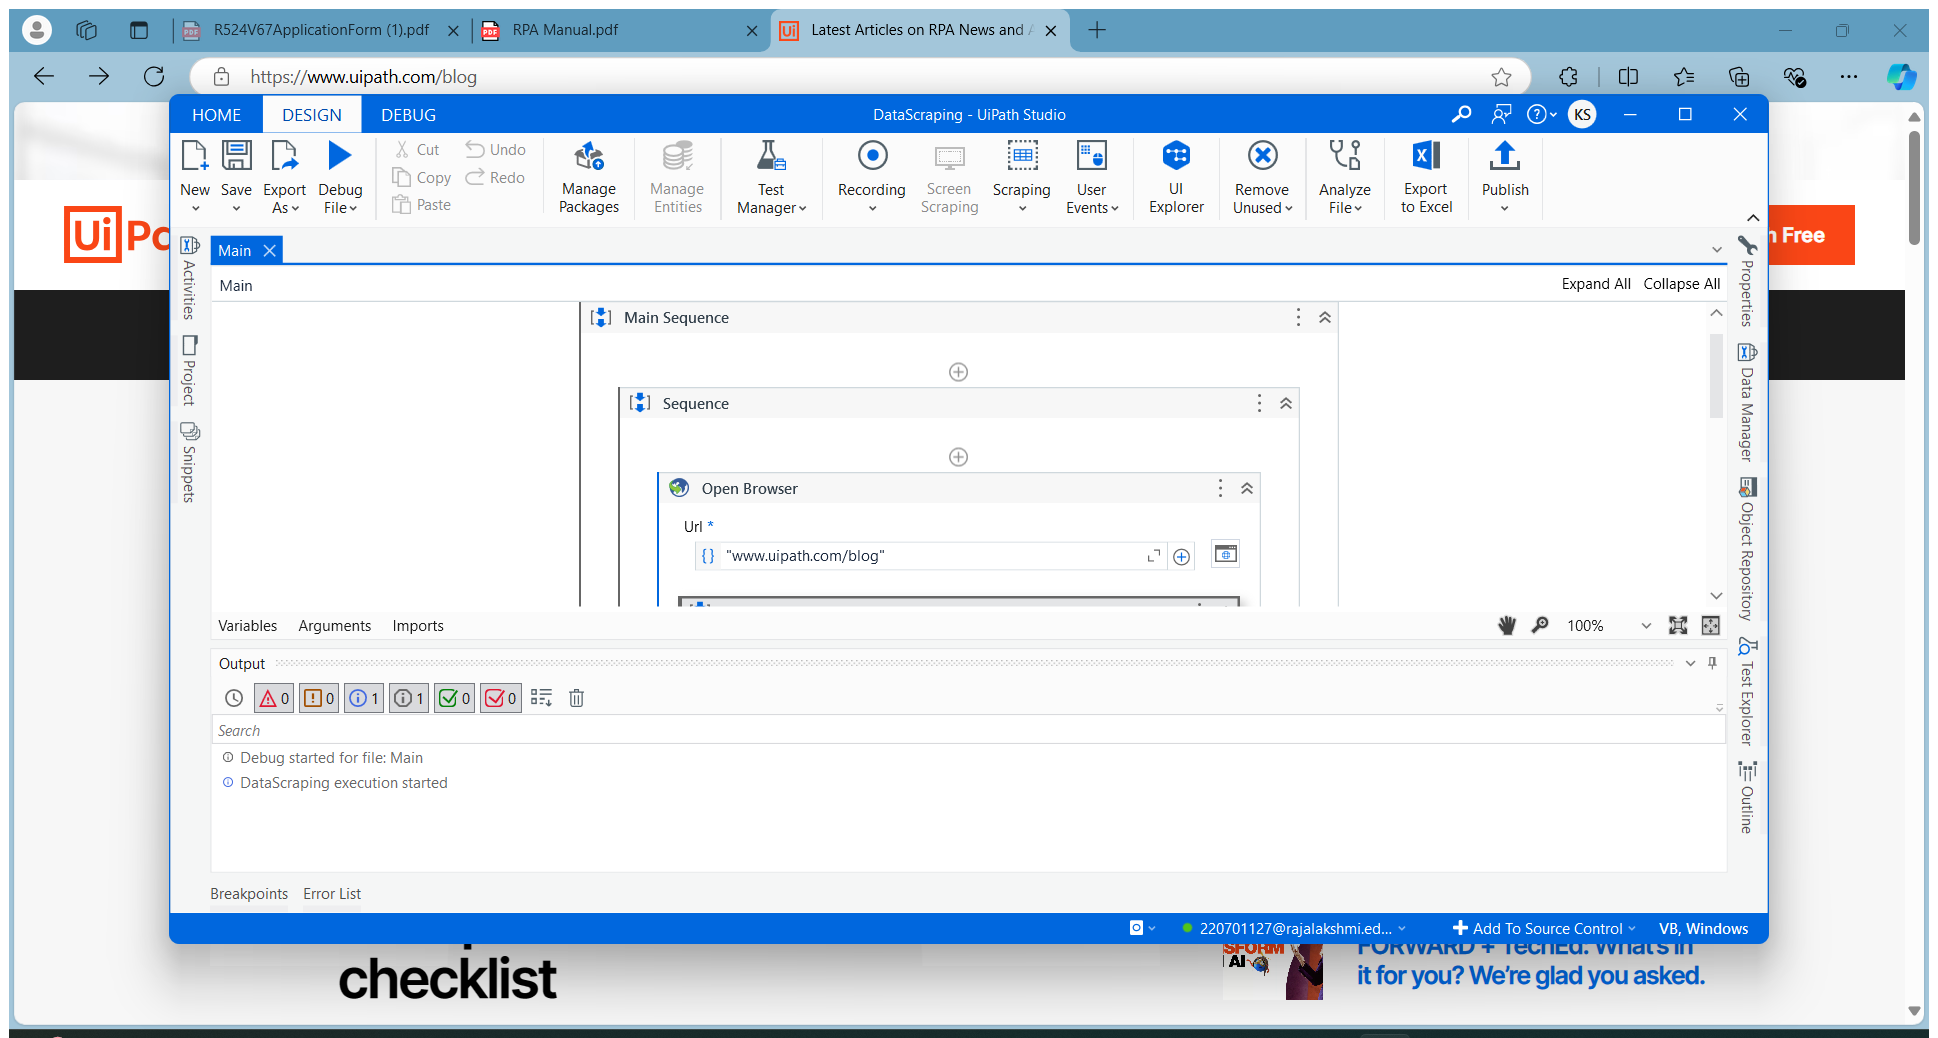 R524V67ApplicationForm (1).pdf
RPA Manual.pdf
Ui
Latest Articles on RPA News and
https://www.uipath.com/blog
HOME
DESIGN
DEBUG
DataScraping - UiPath Studio
KS
New
Save
Export As
Debug File
Cut
Copy
Paste
Undo
Redo
Manage Packages
Manage Entities
Test Manager
Recording
Screen Scraping
Scraping
User Events
UI Explorer
Remove Unused
Analyze File
Export to Excel
Publish
Ui
Free
Activities
Project
Snippets
Main
Main
Expand All
Collapse All
Main Sequence
Sequence
Open Browser
Url *
"www.uipath.com/blog"
Properties
Data Manager
Object Repository
Test Explorer
Outline
Variables
Arguments
Imports
100%
Output
0
0
1
1
0
0
Search
Debug started for file: Main
DataScraping execution started
Breakpoints
Error List
220701127@rajalakshmi.ed...
Add To Source Control
VB, Windows
checklist
AI
FORWARD + TechEd: What's in
it for you? We're glad you asked.